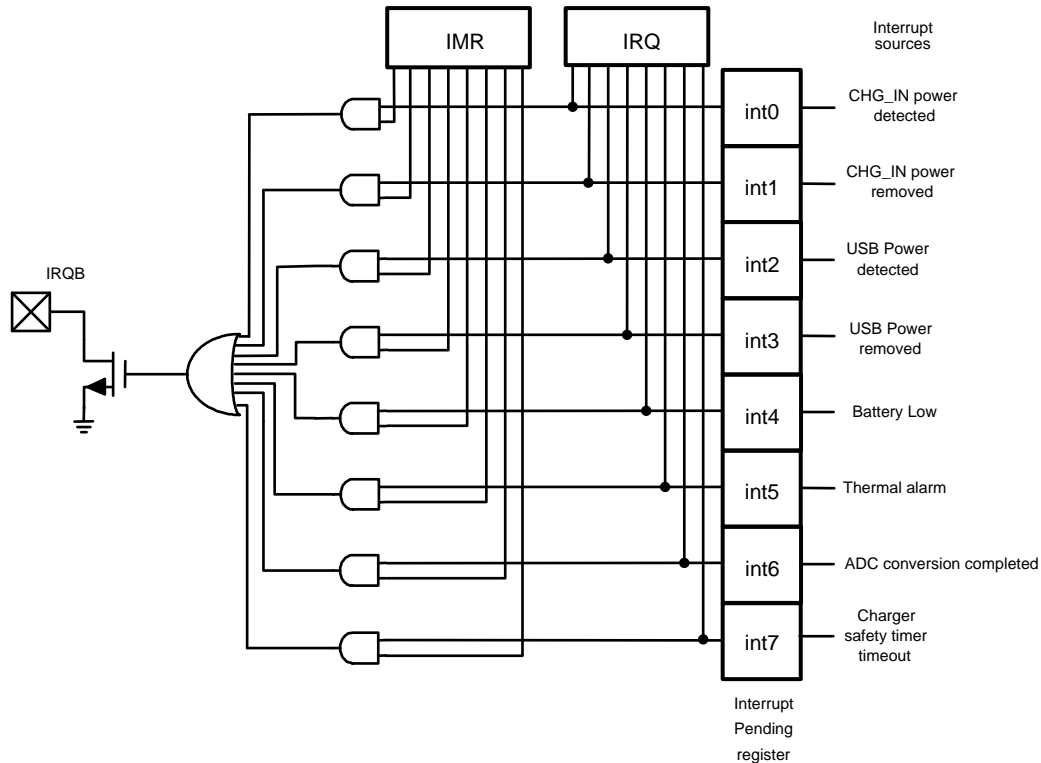 IMR
IRQ
Interrupt
sources
int0
CHG_IN power
detected
int1
CHG_IN power
removed
int2
USB Power
detected
IRQB
int3
USB Power
removed
int4
Battery Low
int5
Thermal alarm
int6
ADC conversion completed
int7
Charger
safety timer
timeout
Interrupt
Pending
register